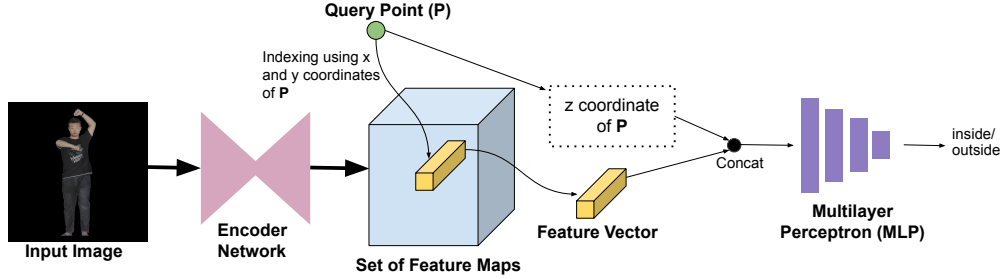 Query Point (P)
Indexing using x
and y coordinates
of P
z coordinate
of P
Concat
inside/
outside
Input Image
Encoder
Network
Set of Feature Maps
Feature Vector
Multilayer
Perceptron (MLP)